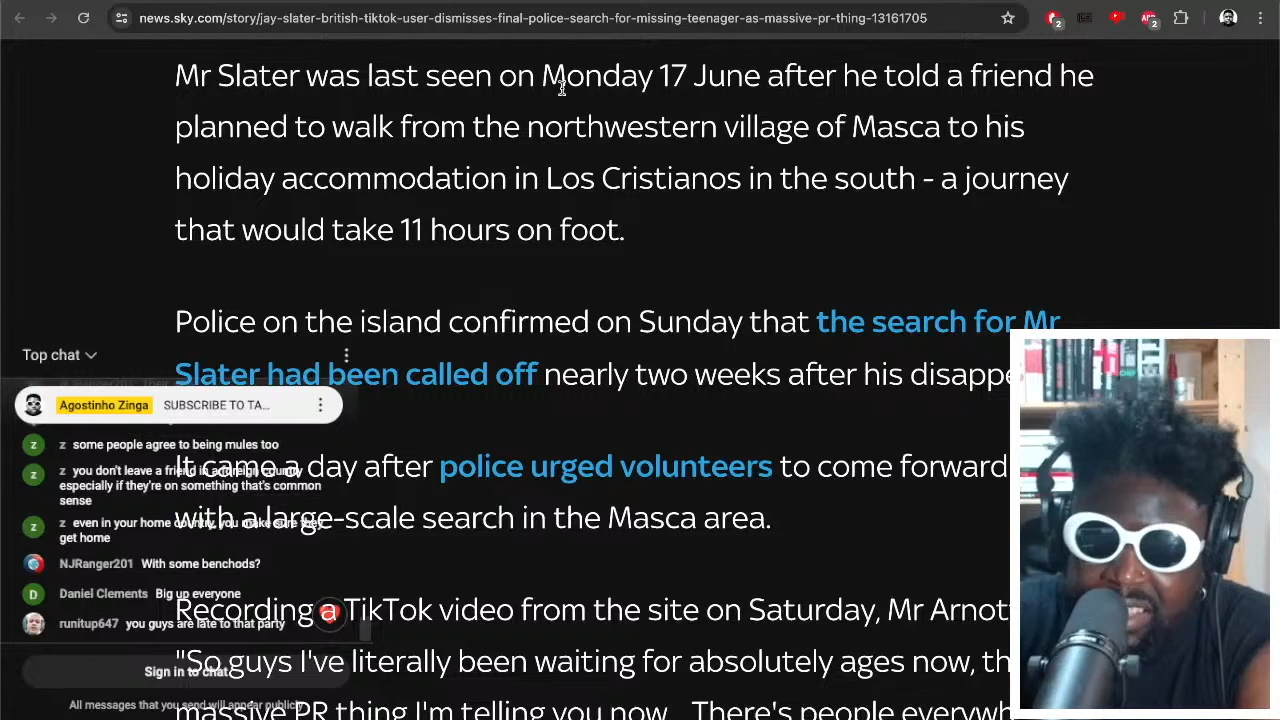 news.sky.com/story/jay-slater-british-tiktok-user-dismisses-final-police-search-for-missing-teenager-as-massive-pr-thing-13161705
2
2
Mr Slater was last seen on Monday 17 June after he told a friend he
planned to walk from the northwestern village of Masca to his
holiday accommodation in Los Cristianos in the south - a journey
that would take 11 hours on foot.
Police on the island confirmed on Sunday that the search for Mr
Slater had been called off nearly two weeks after his disappe
It came a day after police urged volunteers to come forward
with a large-scale search in the Masca area.
Recording a TikTok video from the site on Saturday, Mr Arnot
"So guys I've literally been waiting for absolutely ages now, th
massive PR thing I'm telling you now There's people everywh
Top chat
Agostinho Zinga SUBSCRIBE TO TA...
z some people agree to being mules too
z you don't leave a friend in a foreign country
especially if they're on something that's common
sense
z even in your home country, you make sure they
get home
NJRanger201 With some benchods?
D Daniel Clements Big up everyone
runitup647 you guys are late to that party
Sign in to chat
All messages that you send will appear publicly